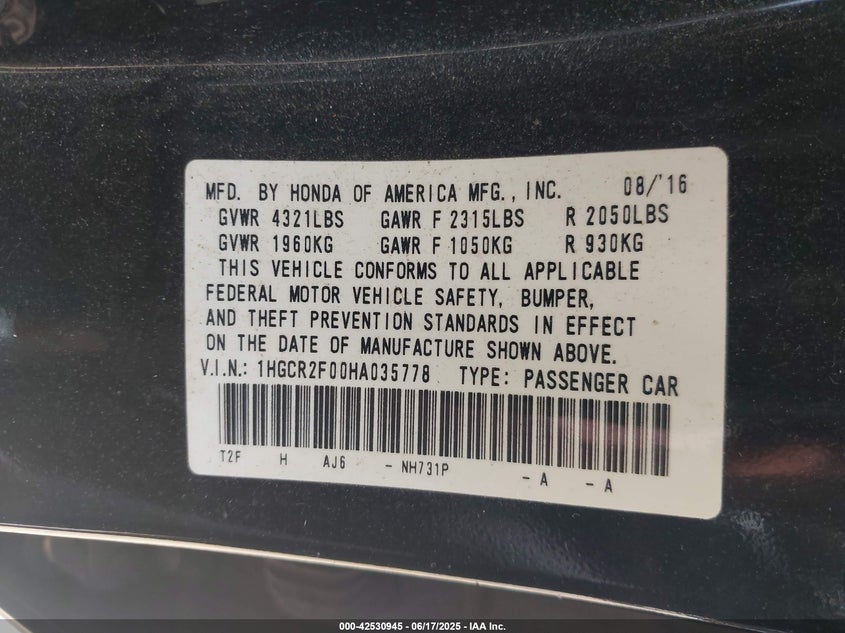 MFD. BY HONDA OF AMERICA MFG., INC. 08/'16
GVWR 4321LBS GAWR F 2315LBS R 2050LBS
GVWR 1960KG GAWR F 1050KG R 930KG
THIS VEHICLE CONFORMS TO ALL APPLICABLE
FEDERAL MOTOR VEHICLE SAFETY, BUMPER,
AND THEFT PREVENTION STANDARDS IN EFFECT
ON THE DATE OF MANUFACTURE SHOWN ABOVE.
V.I.N.: 1HGCR2F00HA035778 TYPE: PASSENGER CAR
T2F H AJ6 - NH731P - A - A
000-42530945 - 06/17/2025 - IAA Inc.